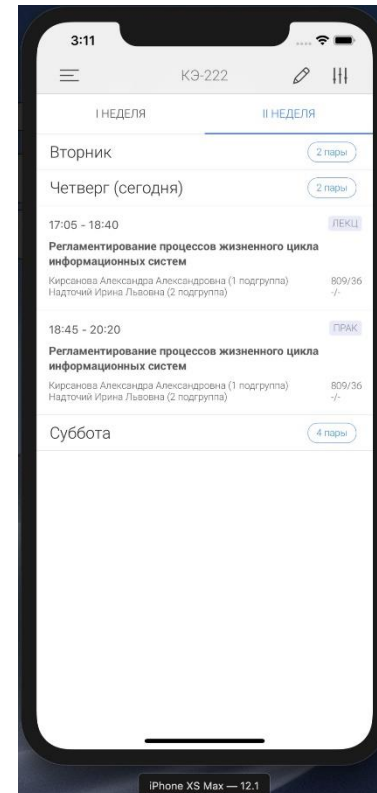 3:11
КЭ-222
I НЕДЕЛЯ
II НЕДЕЛЯ
Вторник
2 пары
Четверг (сегодня)
2 пары
17:05 - 18:40
ЛЕКЦ
Регламентирование процессов жизненного цикла
информационных систем
Кирсанова Александра Александровна (1 подгруппа)
809/36
Надточий Ирина Львовна (2 подгруппа)
-/-
18:45 - 20:20
ПРАК
Регламентирование процессов жизненного цикла
информационных систем
Кирсанова Александра Александровна (1 подгруппа)
809/36
Надточий Ирина Львовна (2 подгруппа)
-/-
Суббота
4 пары
iPhone XS Max — 12.1